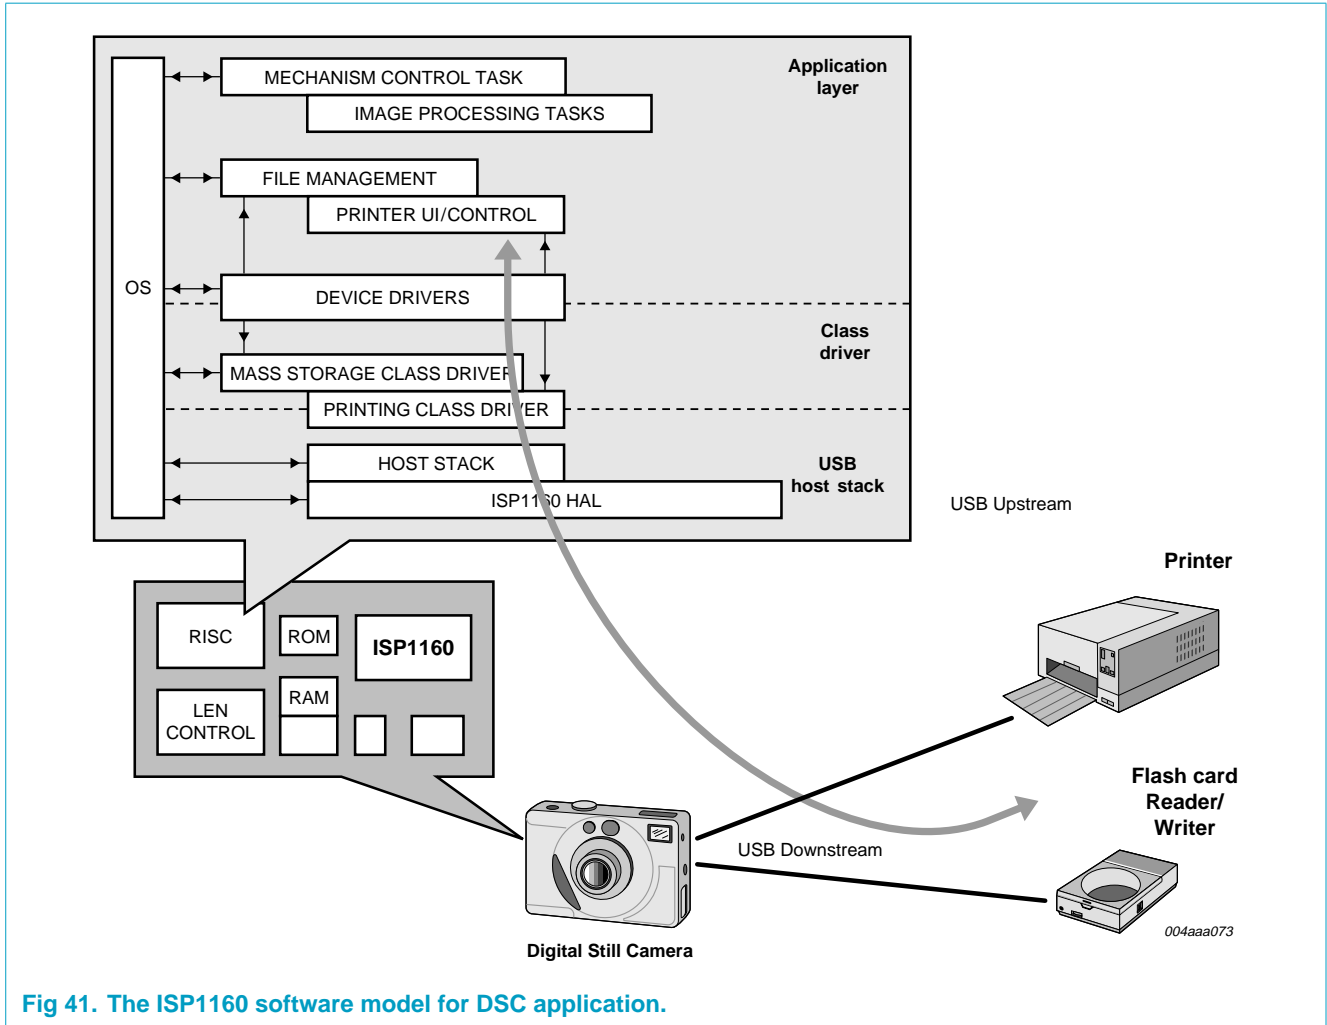 MECHANISM CONTROL TASK
IMAGE PROCESSING TASKS
Application
layer
FILE MANAGEMENT
PRINTER UI/CONTROL
OS
DEVICE DRIVERS
Class
driver
MASS STORAGE CLASS DRIVER
PRINTING CLASS DRIVER
HOST STACK
USB
host stack
ISP1160 HAL
USB Upstream
Printer
RISC
ROM
ISP1160
RAM
LEN
CONTROL
Flash card
Reader/
Writer
USB Downstream
004aaa073
Digital Still Camera
Fig 41. The ISP1160 software model for DSC application.